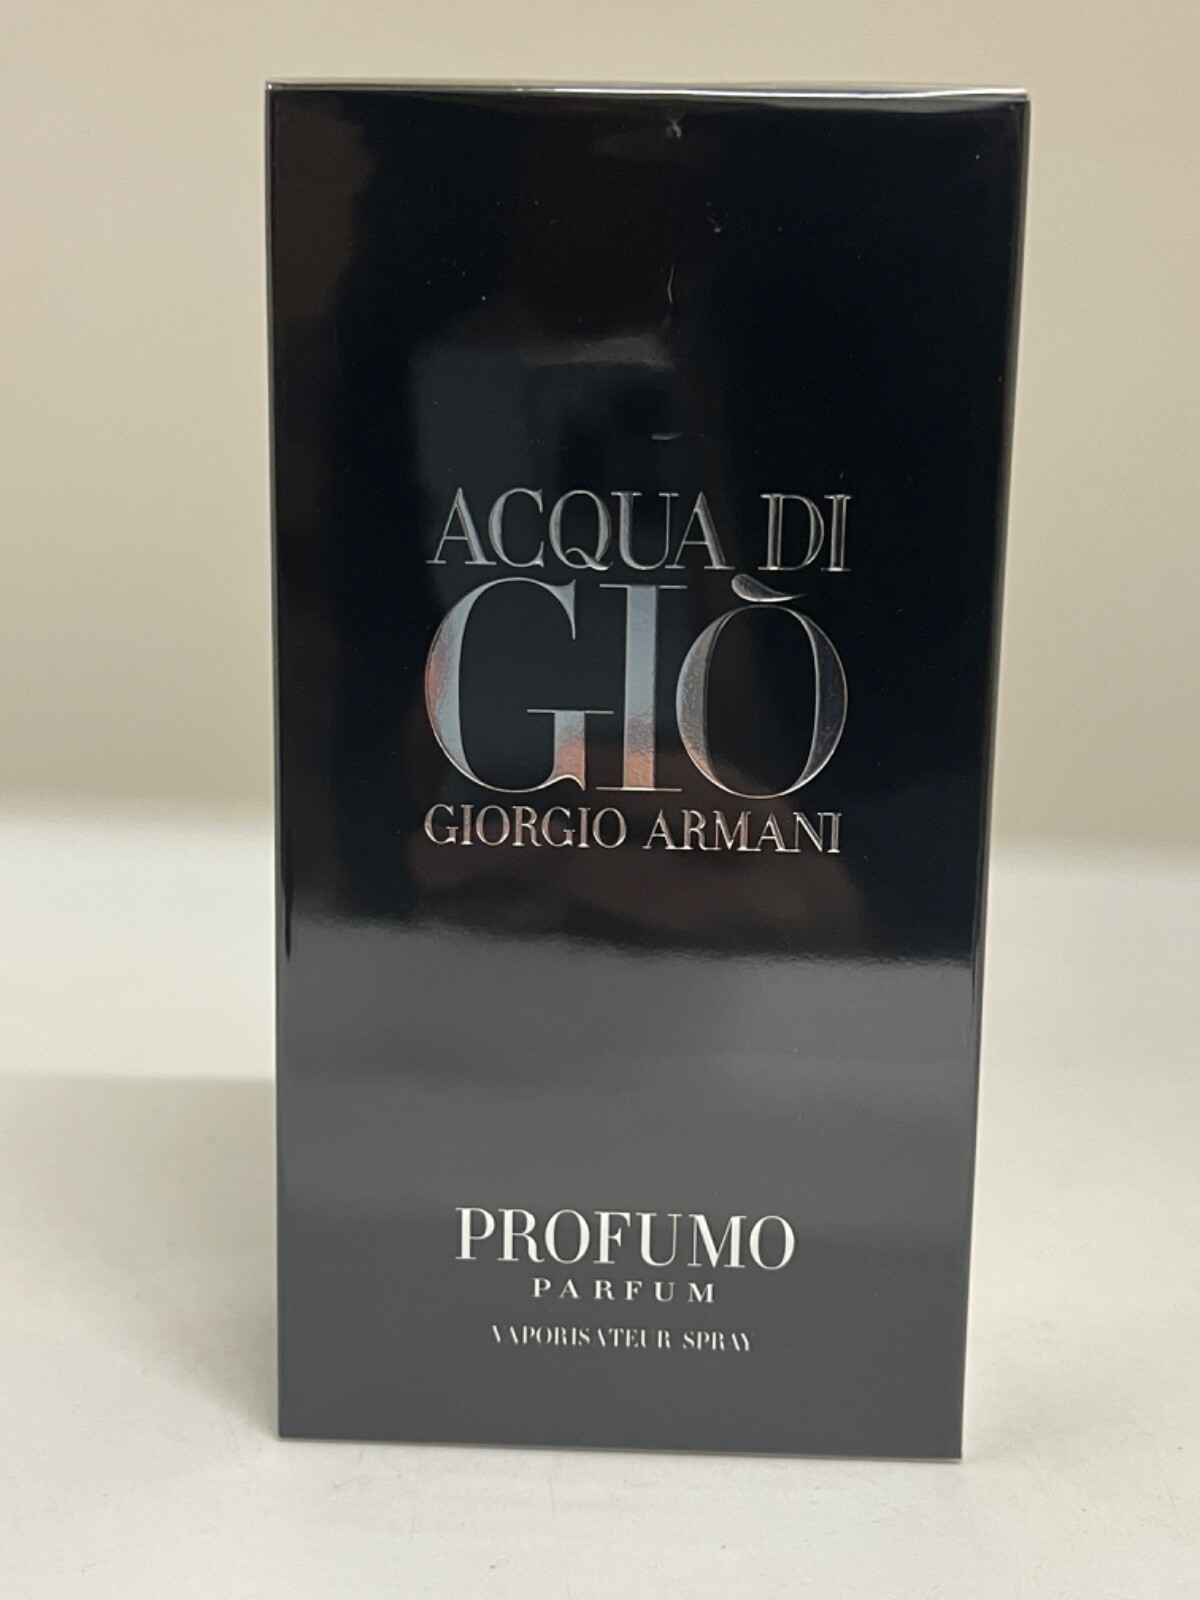 ACQUA DI
GIÒ
GIORGIO ARMANI
PROFUMO
PARFUM
VAPORISATEUR SPRAY